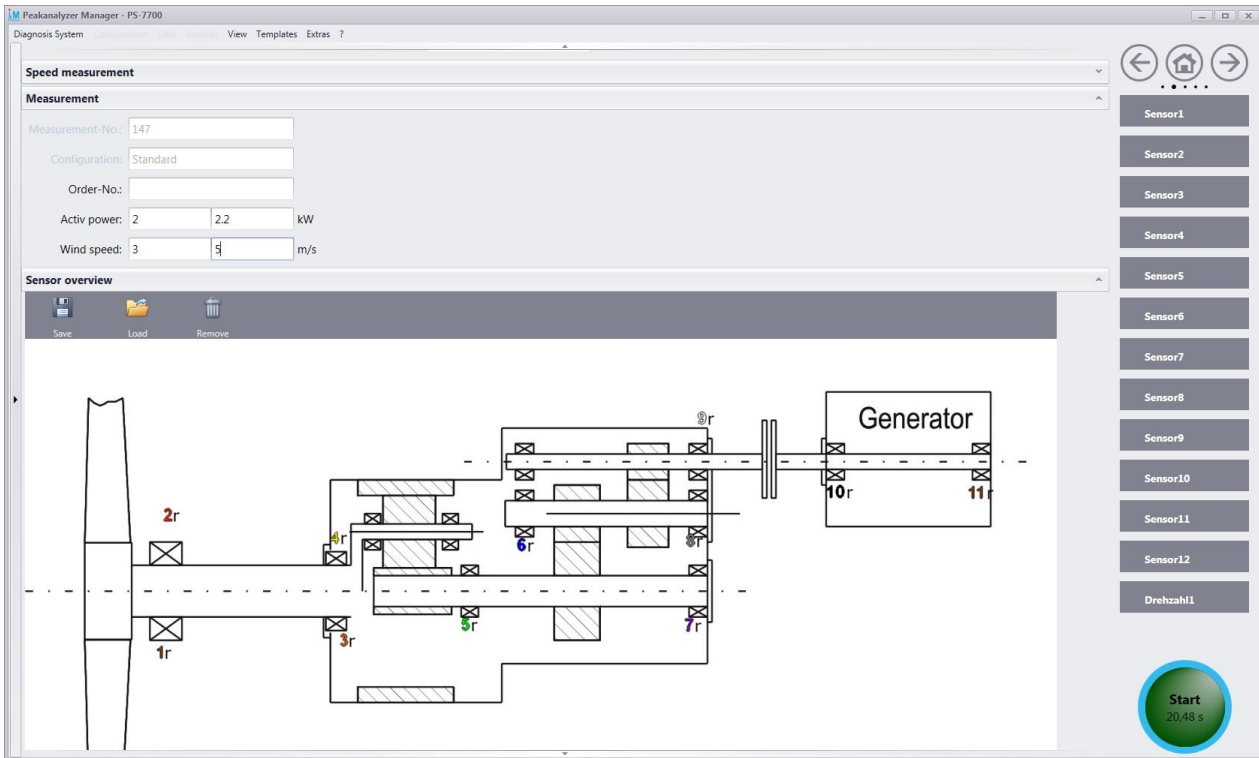 Peakanalyzer Manager - PS-7700
Diagnosis System Configuration Data Analysis View Templates Extras ?
Speed measurement
Measurement
Measurement-No.: 147
Configuration: Standard
Order-No.:
Activ power: 2 2.2 kW
Wind speed: 3 5 m/s
Sensor overview
Save Load Remove
Generator
9r
10r 11r
2r
4r
6r 8r
5r 7r
3r
1r
Sensor1
Sensor2
Sensor3
Sensor4
Sensor5
Sensor6
Sensor7
Sensor8
Sensor9
Sensor10
Sensor11
Sensor12
Drehzahl1
Start
20,48 s